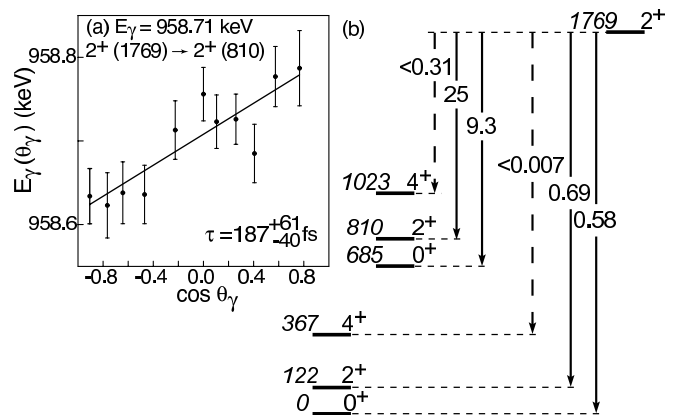 (a) Eγ = 958.71 keV
2⁺ (1769) → 2⁺ (810)
958.8
958.6
Eγ(θγ) (keV)
τ = 187⁺⁶¹₋₄₀ fs
-0.8 -0.4 0.0 0.4 0.8
cos θγ
(b)
1769 2⁺
<0.31
25
9.3
<0.007
0.69
0.58
1023 4⁺
810 2⁺
685 0⁺
367 4⁺
122 2⁺
0 0⁺